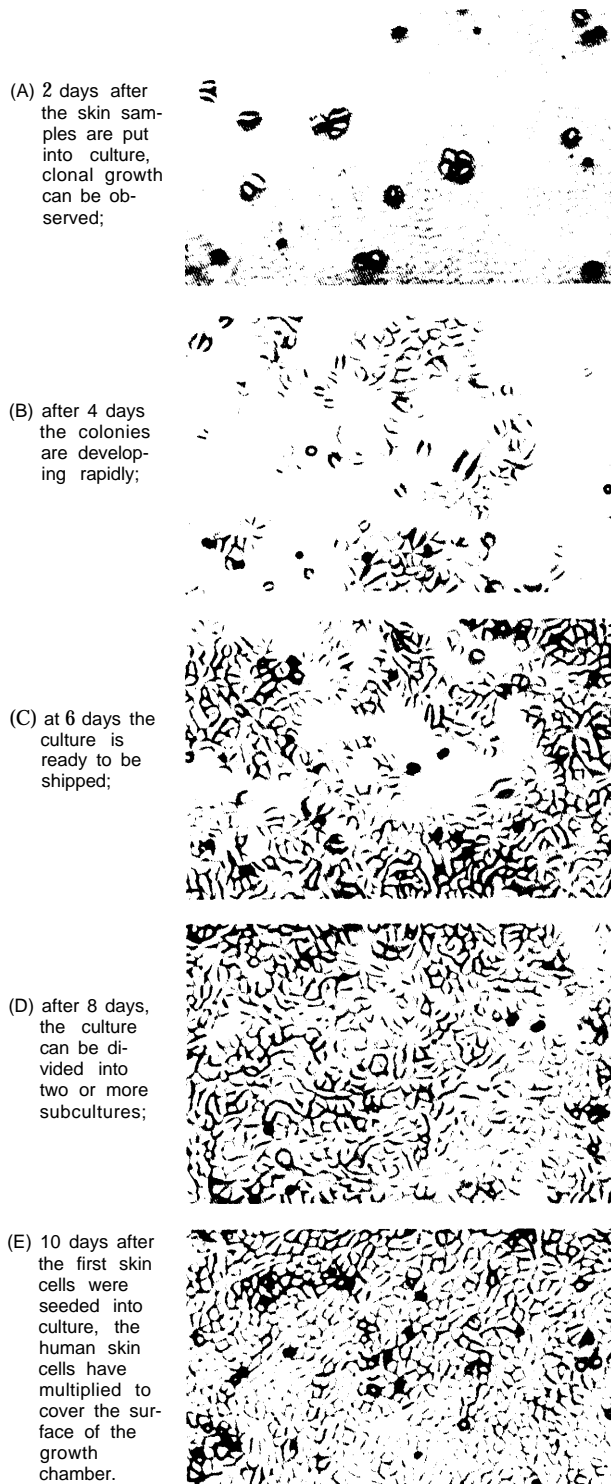 (A) 2 days after
the skin sam-
ples are put
into culture,
clonal growth
can be ob-
served;
(B) after 4 days
the colonies
are develop-
ing rapidly;
(C) at 6 days the
culture is
ready to be
shipped;
(D) after 8 days,
the culture
can be di-
vided into
two or more
subcultures;
(E) 10 days after
the first skin
cells were
seeded into
culture, the
human skin
cells have
multiplied to
cover the sur-
face of the
growth
chamber.